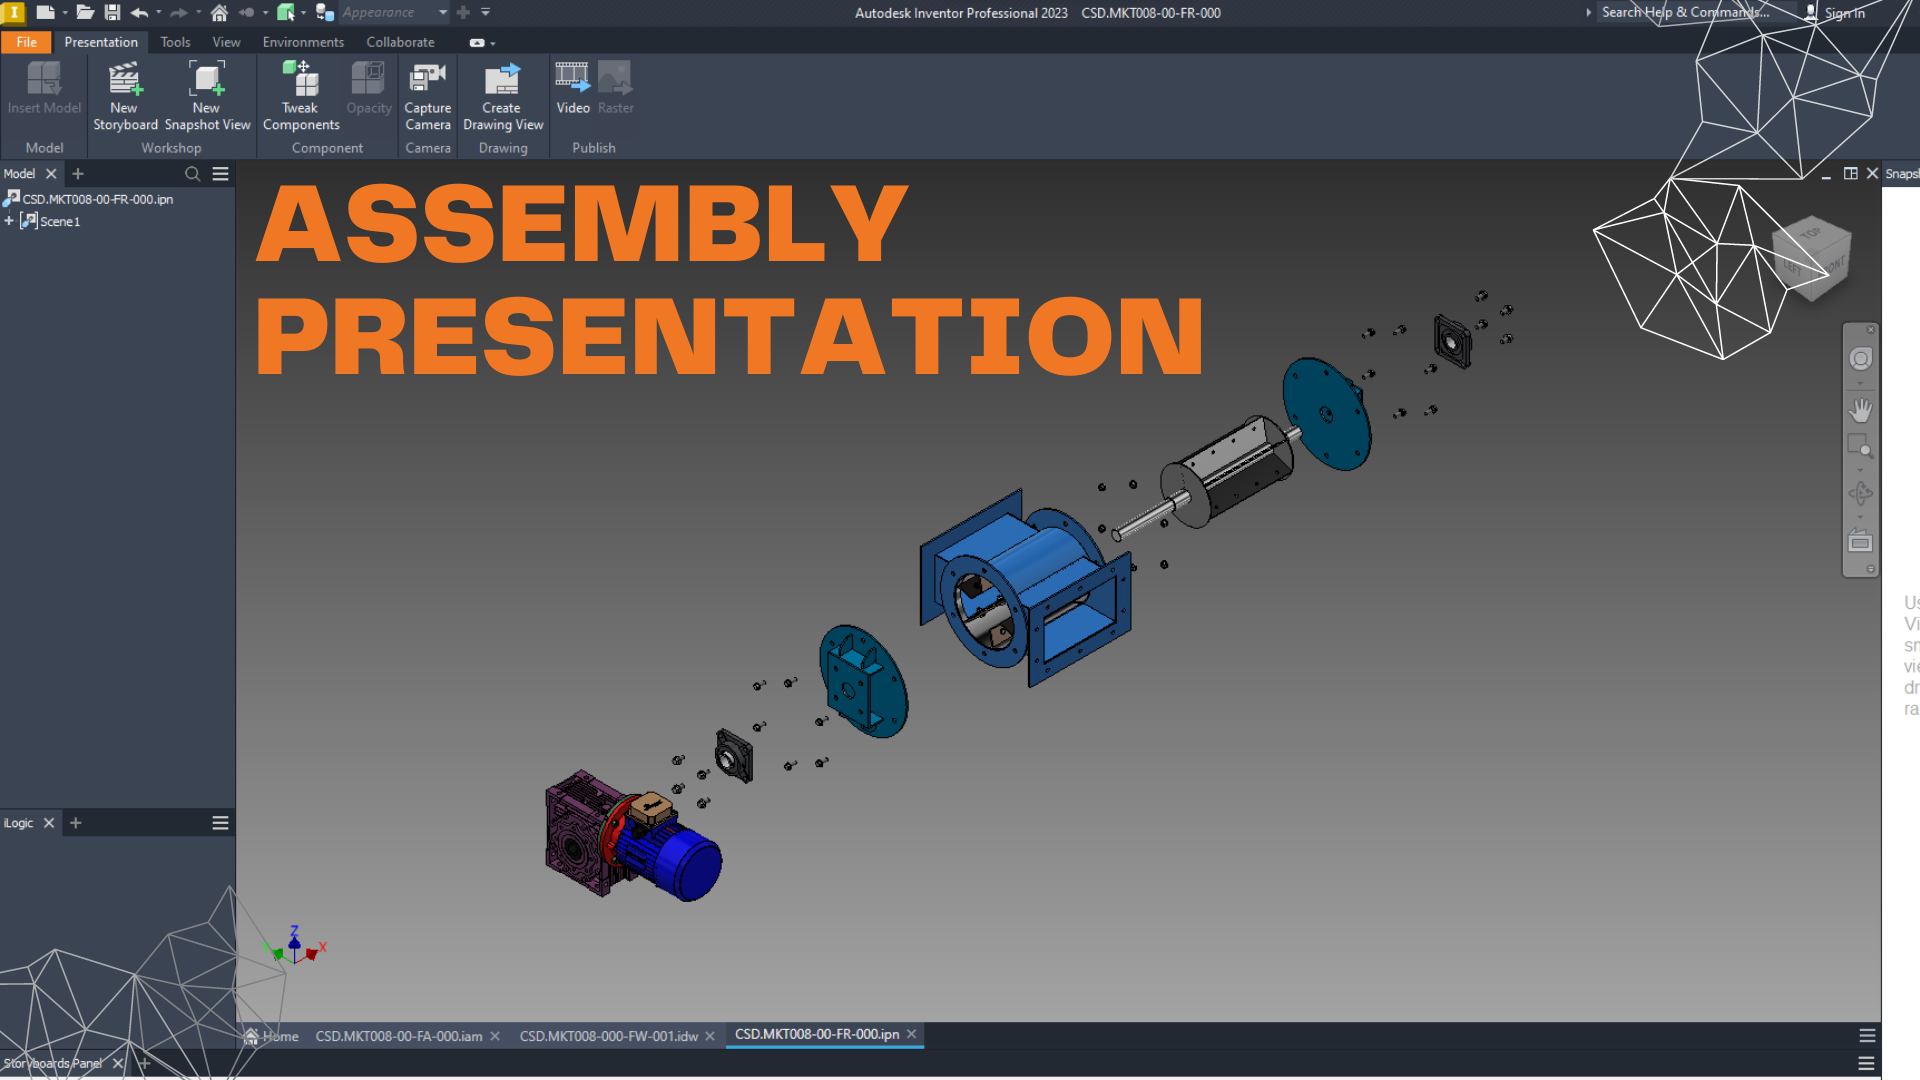 I
Appearance
Autodesk Inventor Professional 2023 CSD.MKT008-00-FR-000
Search Help & Commands...
Sign In
File Presentation Tools View Environments Collaborate
Insert Model
New
Storyboard
New
Snapshot View
Tweak
Components
Opacity
Capture
Camera
Create
Drawing View
Video
Raster
Model
Workshop
Component
Camera
Drawing
Publish
Model
CSD.MKT008-00-FR-000.ipn
Scene1
ASSEMBLY
PRESENTATION
TOP
LEFT
Snaps
Us
Vi
sn
vie
dr
ra
iLogic
Z
X
Home
CSD.MKT008-00-FA-000.iam
CSD.MKT008-000-FW-001.idw
CSD.MKT008-00-FR-000.ipn
Storyboards Panel